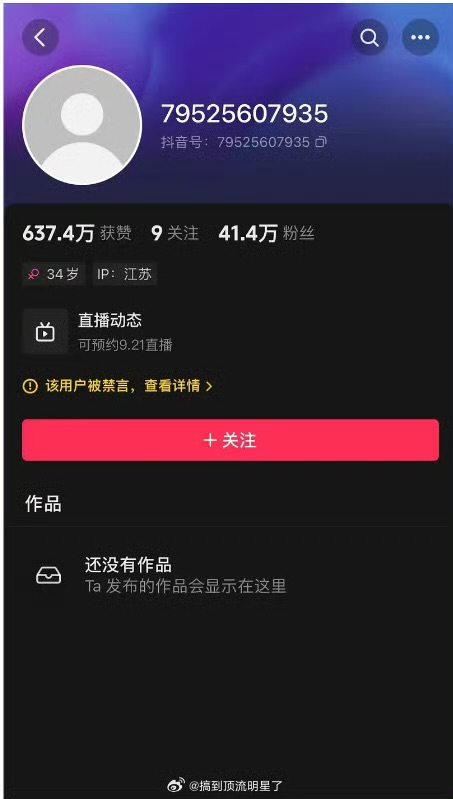 79525607935
抖音号：79525607935
637.4万 获赞 9 关注 41.4万 粉丝
34岁 IP：江苏
直播动态
可预约9.21直播
该用户被禁言，查看详情
＋关注
作品
还没有作品
Ta 发布的作品会显示在这里
@搞到顶流明星了